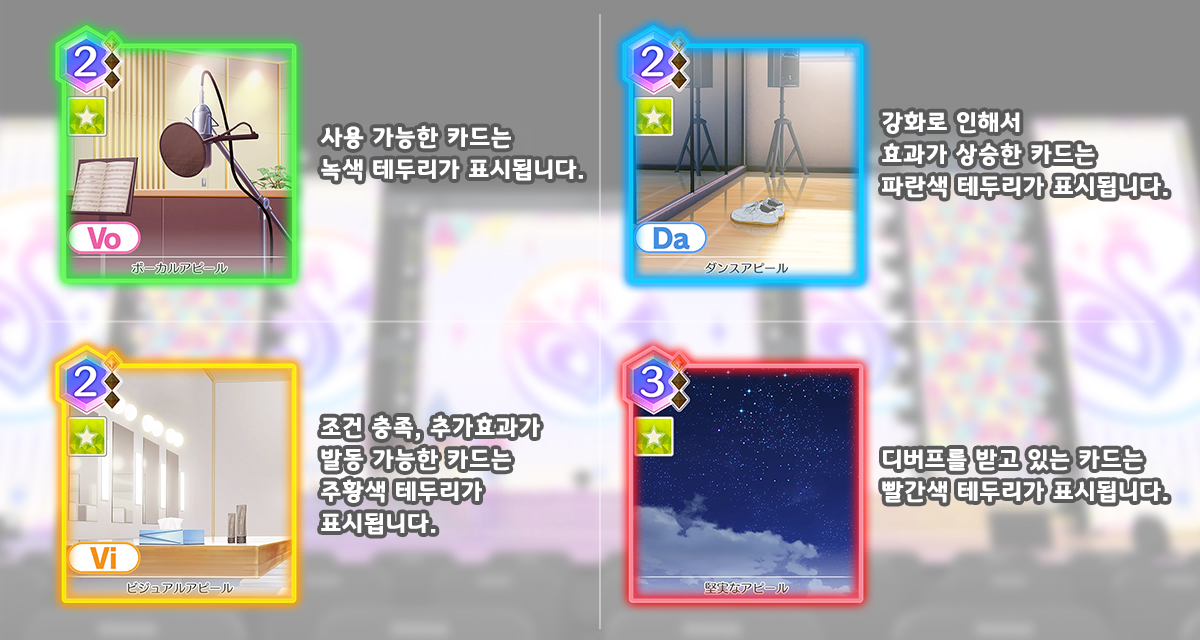 2
사용 가능한 카드는
녹색 테두리가 표시됩니다.
Vo
ボーカルアピール
2
강화로 인해서
효과가 상승한 카드는
파란색 테두리가 표시됩니다.
Da
ダンスアピール
2
조건 충족, 추가효과가
발동 가능한 카드는
주황색 테두리가
표시됩니다.
Vi
ビジュアルアピール
3
디버프를 받고 있는 카드는
빨간색 테두리가 표시됩니다.
堅実なアピール